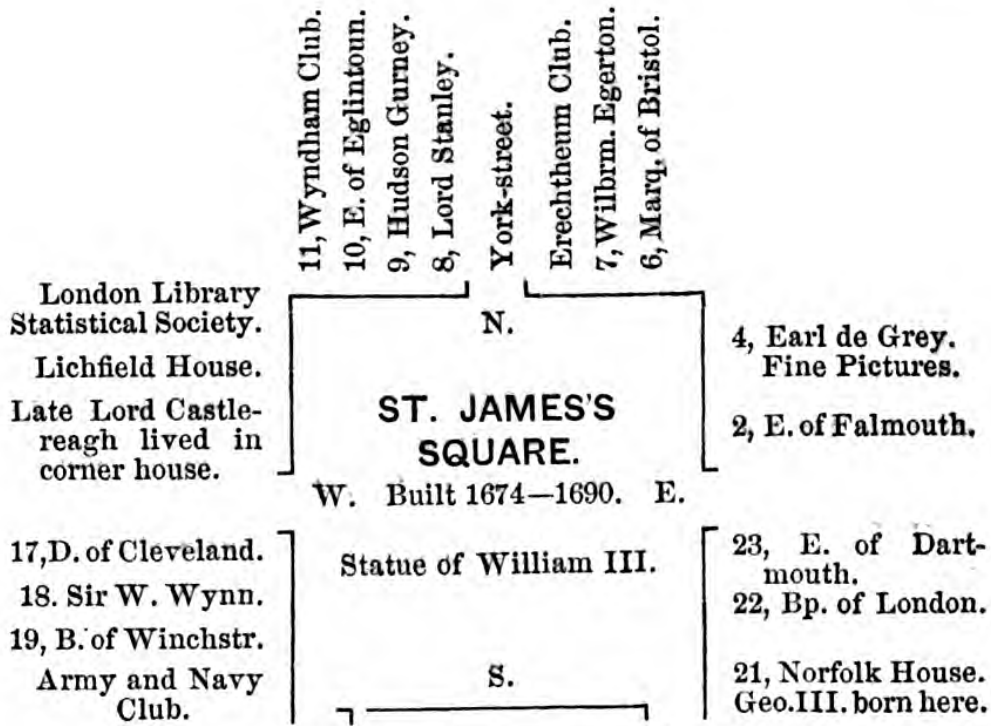 11, Wyndham Club.
10, E. of Eglintoun.
9, Hudson Gurney.
8, Lord Stanley.
York-street.
Erechtheum Club.
7, Wilbrm. Egerton.
6, Marq, of Bristol.
London Library
Statistical Society.
Lichfield House.
Late Lord Castle-
reagh lived in
corner house.
N.
ST. JAMES'S
SQUARE.
W. Built 1674—1690. E.
Statue of William III.
S.
4, Earl de Grey.
Fine Pictures.
2, E. of Falmouth.
17, D. of Cleveland.
18. Sir W. Wynn.
19, B. of Winchstr.
Army and Navy
Club.
23, E. of Dart-
mouth.
22, Bp. of London.
21, Norfolk House.
Geo. III. born here.